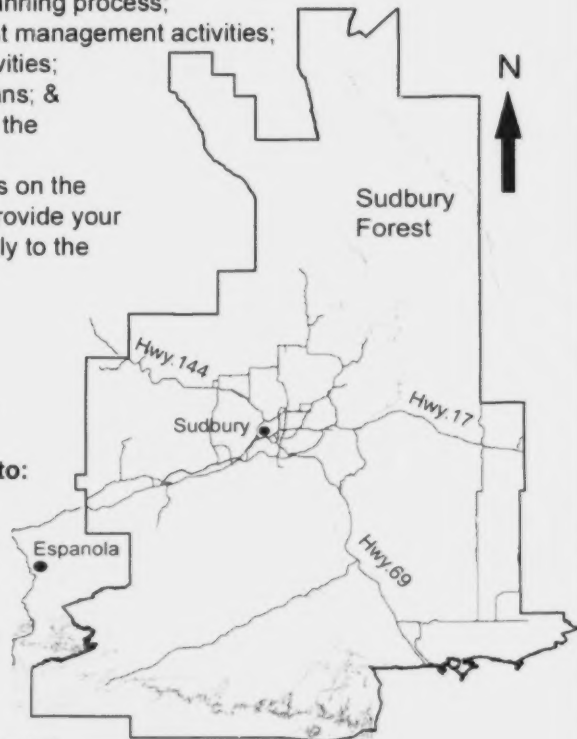 nning process;
t management activities;
vities;
ans; &
the
s on the
rovide your
ly to the
to:
N
Sudbury
Forest
Hwy.144
Sudbury
Hwy.17
Espanola
Hwy.69